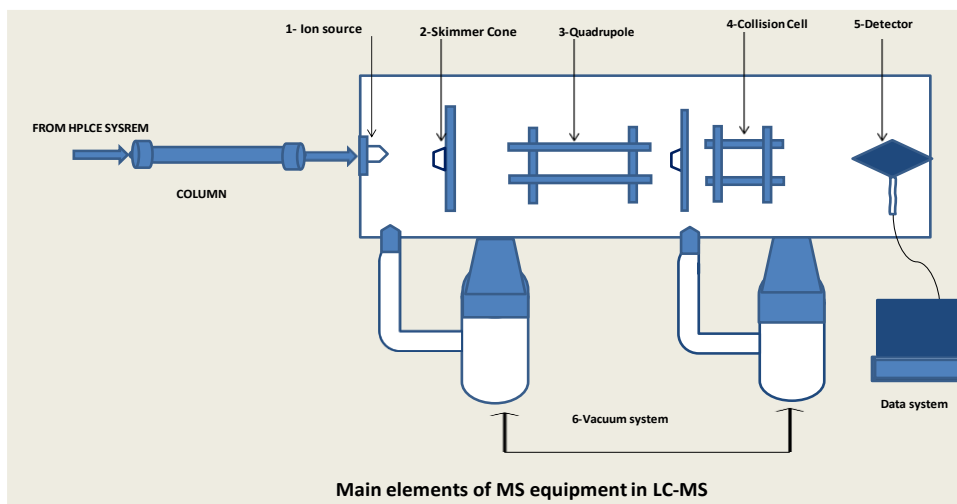 1- Ion source
2-Skimmer Cone
3-Quadrupole
4-Collision Cell
5-Detector
FROM HPLCE SYSREM
COLUMN
6-Vacuum system
Data system
Main elements of MS equipment in LC-MS